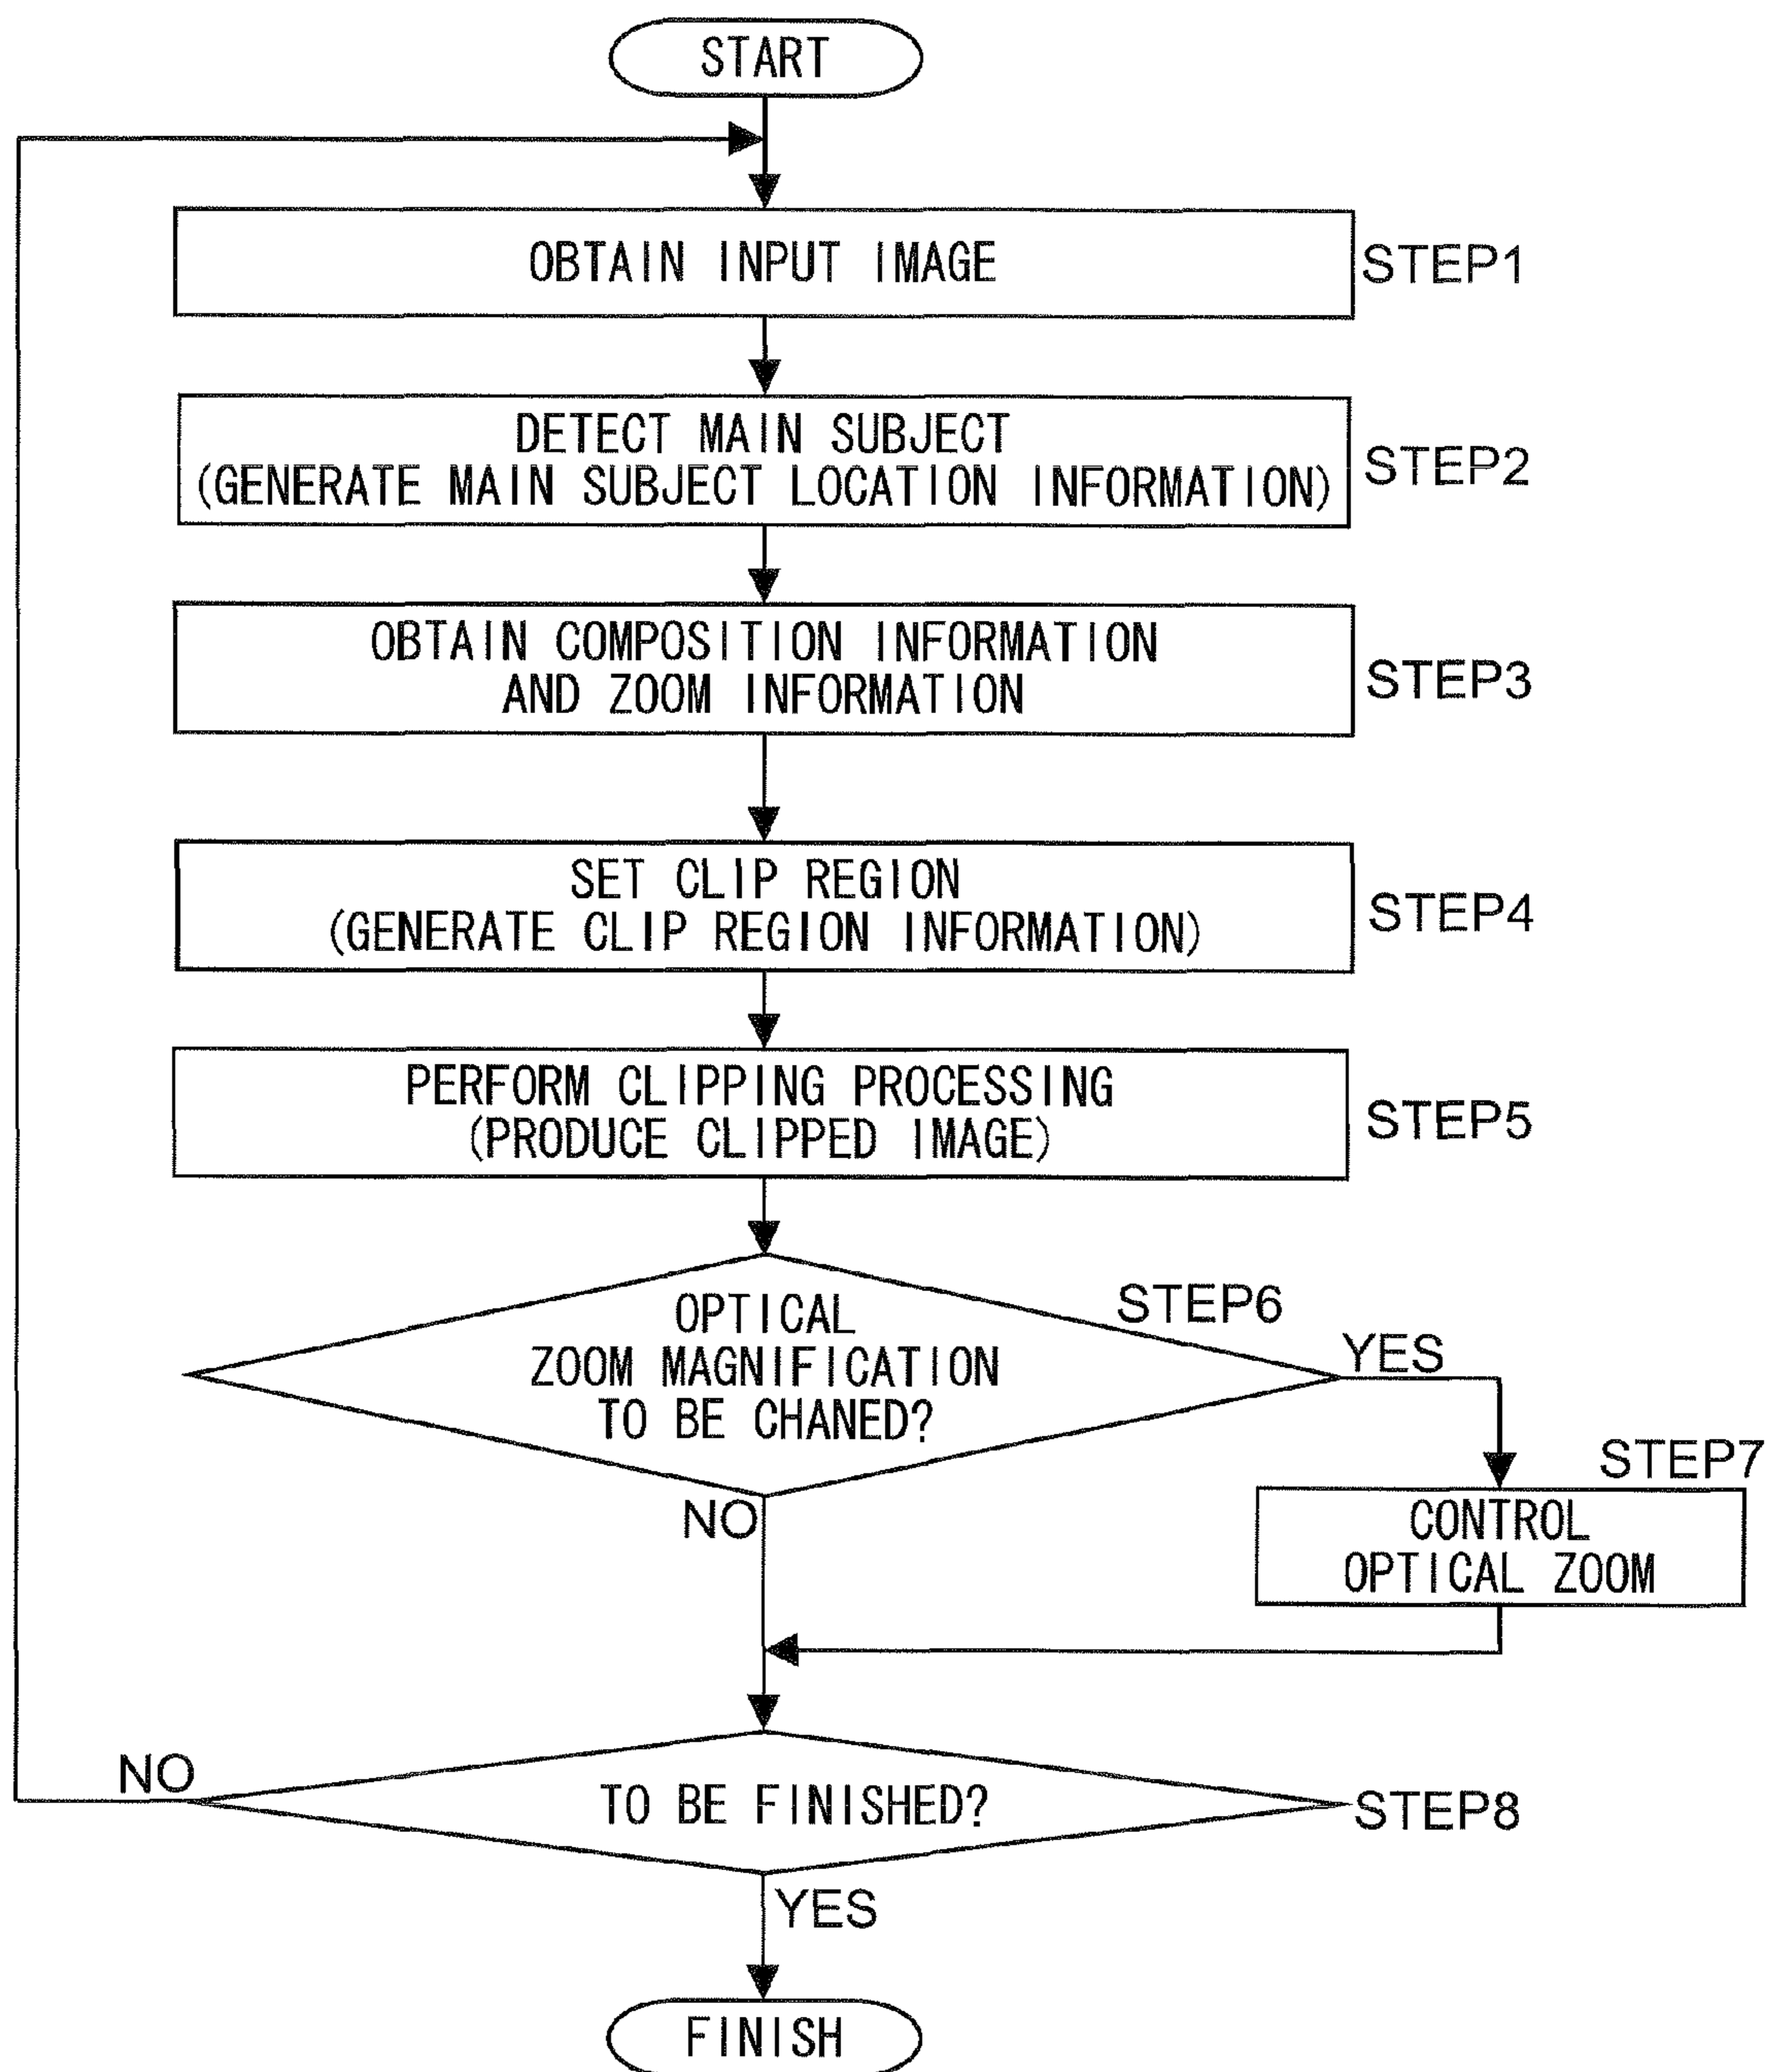 START
OBTAIN INPUT IMAGE
STEP1
DETECT MAIN SUBJECT
(GENERATE MAIN SUBJECT LOCATION INFORMATION)
STEP2
OBTAIN COMPOSITION INFORMATION
AND ZOOM INFORMATION
STEP3
SET CLIP REGION
(GENERATE CLIP REGION INFORMATION)
STEP4
PERFORM CLIPPING PROCESSING
(PRODUCE CLIPPED IMAGE)
STEP5
OPTICAL
ZOOM MAGNIFICATION
TO BE CHANED?
STEP6
YES
NO
STEP7
CONTROL
OPTICAL ZOOM
NO
TO BE FINISHED?
STEP8
YES
FINISH